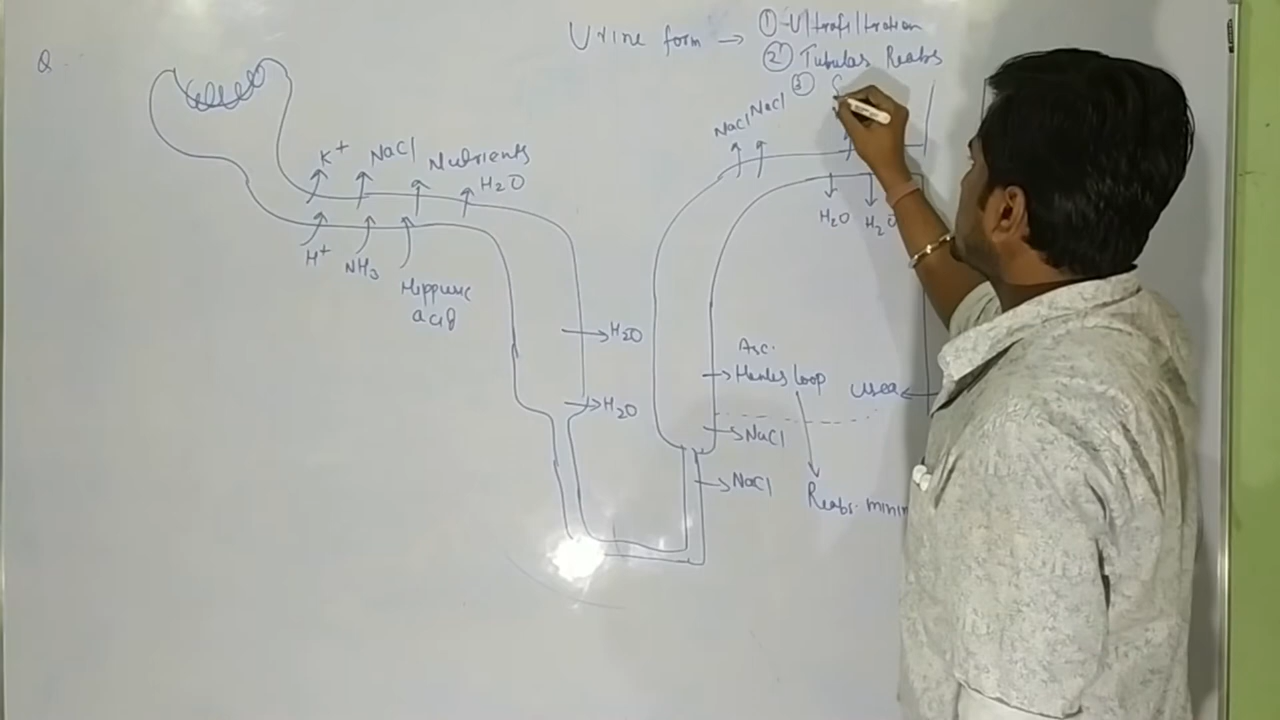 Q.
Urine form → ① Ultrafiltration
② Tubular Reabs
③ S
K+
NaCl
Nutrients
H2O
H+
NH3
Hippuric
acid
H2O
H2O
NaCl
NaCl
H2O
H2O
Asc.
Henles loop
urea
NaCl
NaCl
Reabs. minim